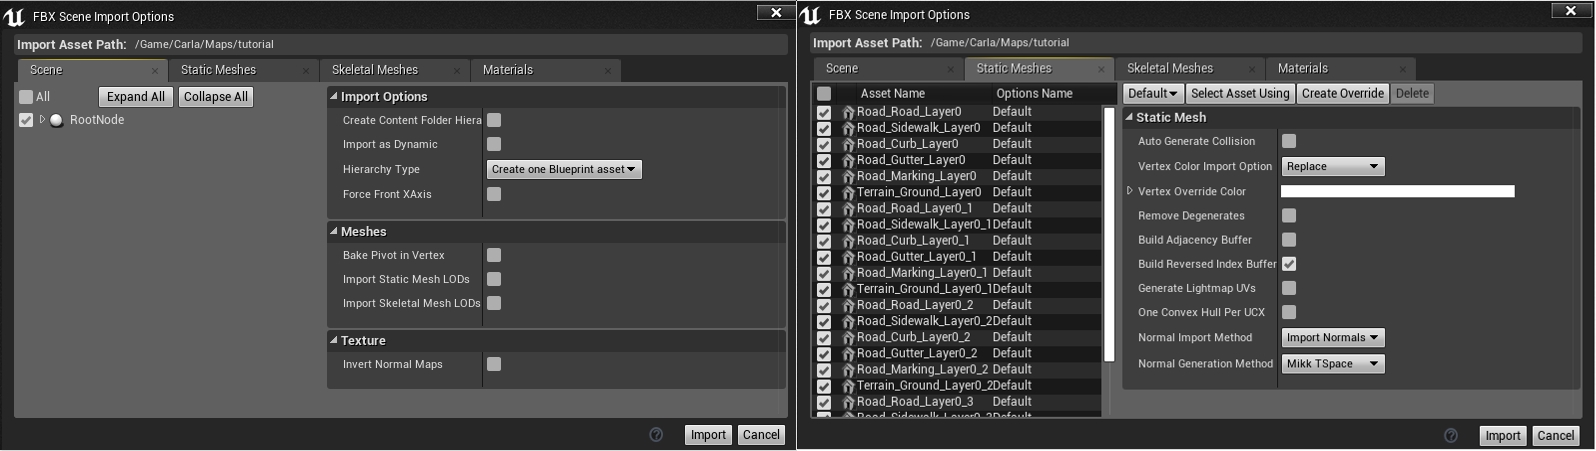 FBX Scene Import Options
Import Asset Path: /Game/Carla/Maps/tutorial
Scene Static Meshes Skeletal Meshes Materials
All Expand All Collapse All
RootNode
Import Options
Create Content Folder Hiera
Import as Dynamic
Hierarchy Type Create one Blueprint asset
Force Front XAxis
Meshes
Bake Pivot in Vertex
Import Static Mesh LODs
Import Skeletal Mesh LODs
Texture
Invert Normal Maps
Import Cancel
FBX Scene Import Options
Import Asset Path: /Game/Carla/Maps/tutorial
Scene Static Meshes Skeletal Meshes Materials
Asset Name Options Name
Road_Road_Layer0 Default
Road_Sidewalk_Layer0 Default
Road_Curb_Layer0 Default
Road_Gutter_Layer0 Default
Road_Marking_Layer0 Default
Terrain_Ground_Layer0 Default
Road_Road_Layer0_1 Default
Road_Sidewalk_Layer0_1 Default
Road_Curb_Layer0_1 Default
Road_Gutter_Layer0_1 Default
Road_Marking_Layer0_1 Default
Terrain_Ground_Layer0_1 Default
Road_Road_Layer0_2 Default
Road_Sidewalk_Layer0_2 Default
Road_Curb_Layer0_2 Default
Road_Gutter_Layer0_2 Default
Road_Marking_Layer0_2 Default
Terrain_Ground_Layer0_2 Default
Road_Road_Layer0_3 Default
Road_Sidewalk_Layer0_3 Default
Default Select Asset Using Create Override Delete
Static Mesh
Auto Generate Collision
Vertex Color Import Option Replace
Vertex Override Color
Remove Degenerates
Build Adjacency Buffer
Build Reversed Index Buffer
Generate Lightmap UVs
One Convex Hull Per UCX
Normal Import Method Import Normals
Normal Generation Method Mikk TSpace
Import Cancel